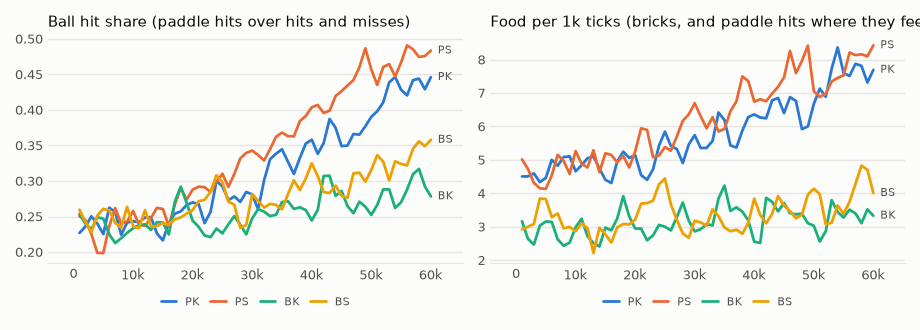 Ball hit share (paddle hits over hits and misses)
0.50
0.45
0.40
0.35
0.30
0.25
0.20
0 10k 20k 30k 40k 50k 60k
PS
PK
BS
BK
PK PS BK BS
Food per 1k ticks (bricks, and paddle hits where they fee
8
7
6
5
4
3
2
0 10k 20k 30k 40k 50k 60k
PS
PK
BS
BK
PK PS BK BS